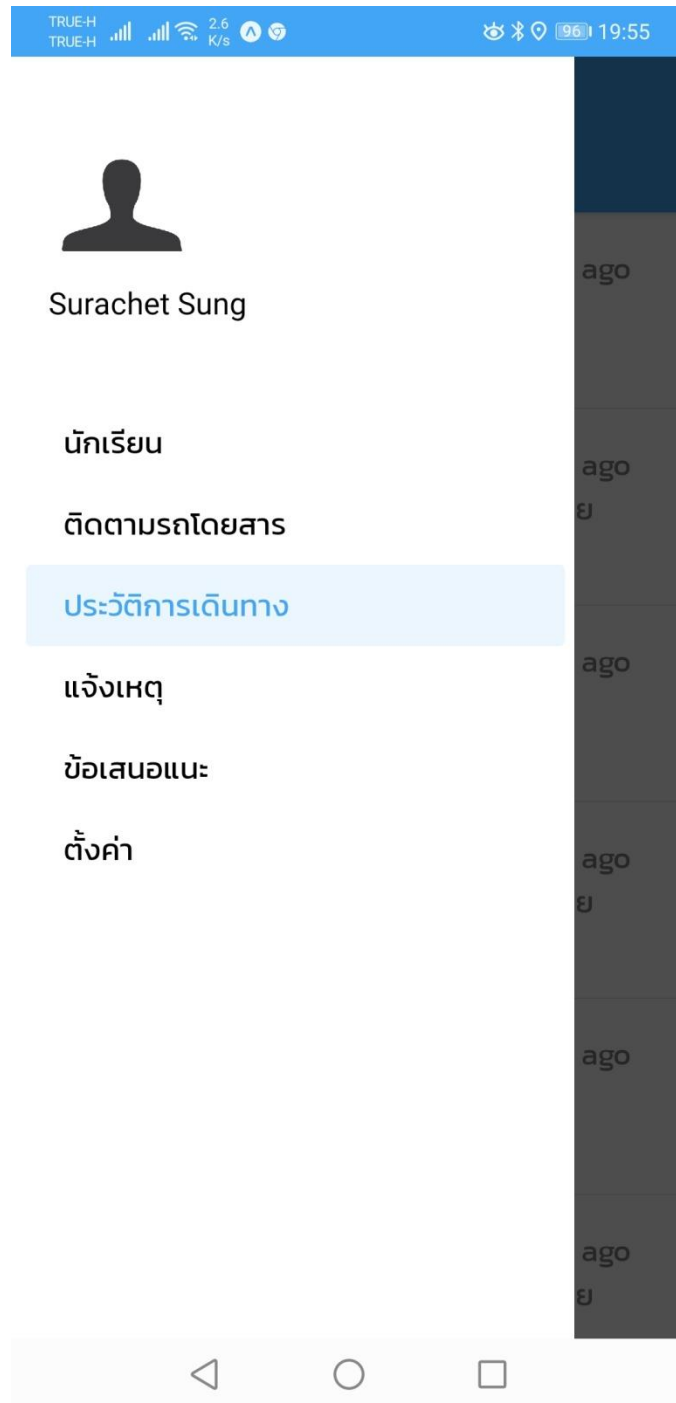 TRUE-H
TRUE-H
2.6
K/s
96
19:55
ago
Surachet Sung
นักเรียน
ago
ย
ติดตามรถโดยสาร
ประวัติการเดินทาง
ago
แจ้งเหตุ
ข้อเสนอแนะ
ตั้งค่า
ago
ย
ago
ago
ย